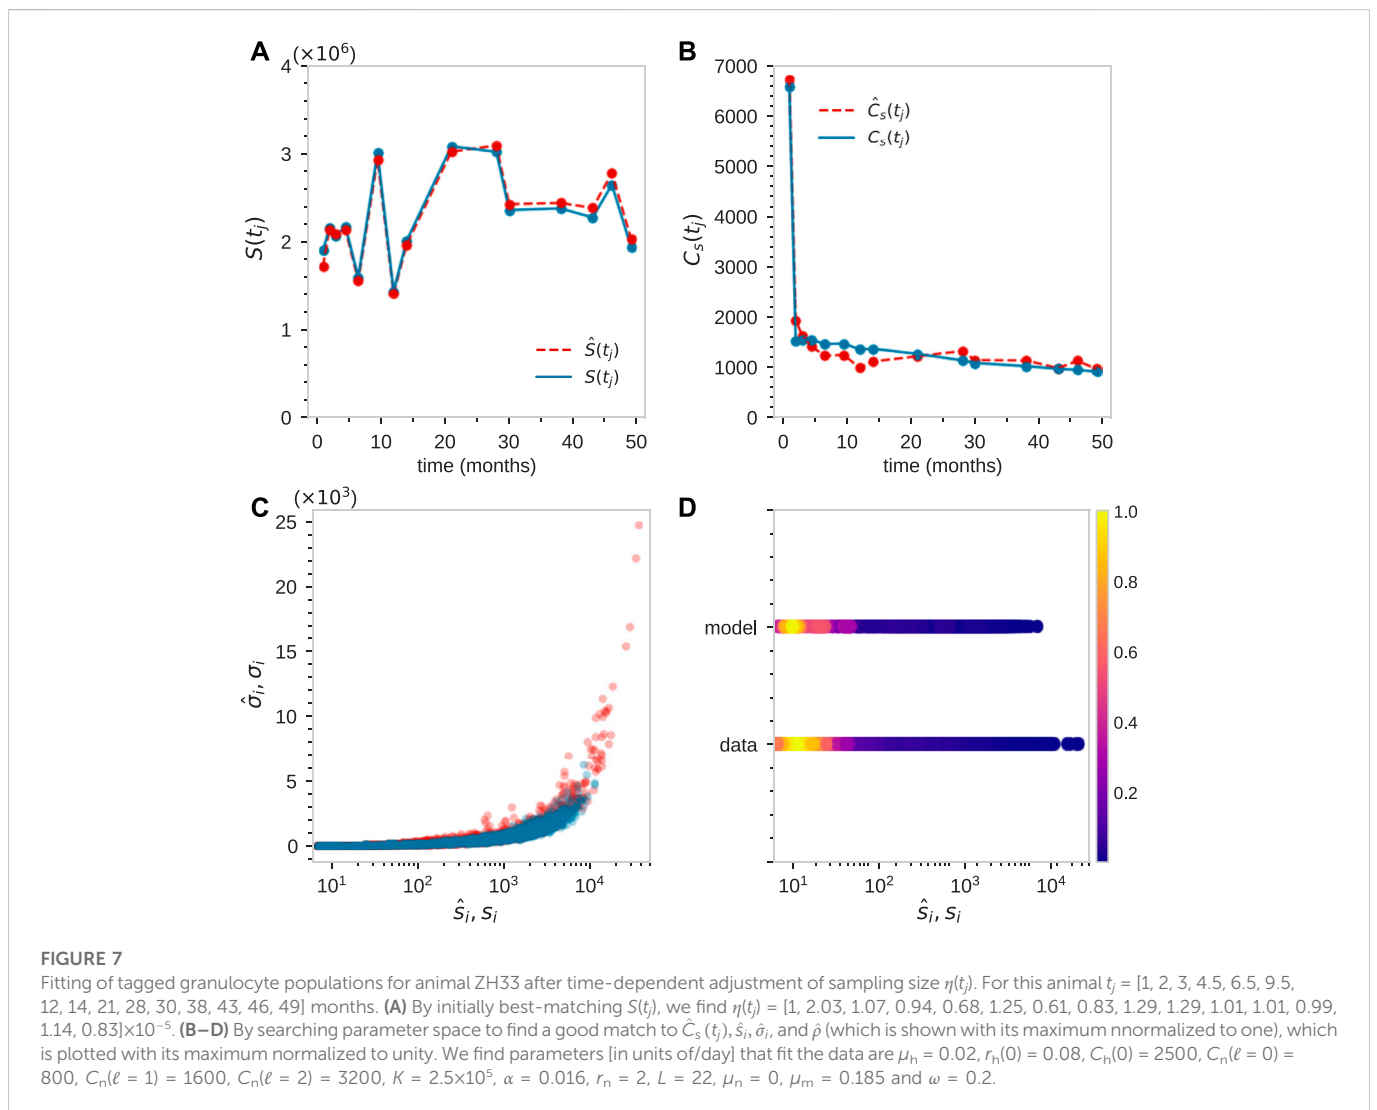 A (×10⁶)
4
3
2
1
0
S(tⱼ)
Ŝ(tⱼ)
S(tⱼ)
0 10 20 30 40 50
time (months)
B
7000
6000
5000
4000
3000
2000
1000
0
Cₛ(tⱼ)
Ĉₛ(tⱼ)
Cₛ(tⱼ)
0 10 20 30 40 50
time (months)
C (×10³)
25
20
15
10
5
0
σ̂ᵢ, σᵢ
10¹ 10² 10³ 10⁴
ŝᵢ, sᵢ
D
model
data
10¹ 10² 10³ 10⁴
ŝᵢ, sᵢ
1.0
0.8
0.6
0.4
0.2
FIGURE 7
Fitting of tagged granulocyte populations for animal ZH33 after time-dependent adjustment of sampling size η(tⱼ). For this animal tⱼ = [1, 2, 3, 4.5, 6.5, 9.5,
12, 14, 21, 28, 30, 38, 43, 46, 49] months. (A) By initially best-matching S(tⱼ), we find η(tⱼ) = [1, 2.03, 1.07, 0.94, 0.68, 1.25, 0.61, 0.83, 1.29, 1.29, 1.01, 1.01, 0.99,
1.14, 0.83]×10⁻⁵. (B–D) By searching parameter space to find a good match to Ĉₛ (tⱼ), ŝᵢ, σ̂ᵢ, and ρ̂ (which is shown with its maximum nnormalized to one), which
is plotted with its maximum normalized to unity. We find parameters [in units of/day] that fit the data are μₕ = 0.02, rₕ(0) = 0.08, Cₕ(0) = 2500, Cₙ(ℓ = 0) =
800, Cₙ(ℓ = 1) = 1600, Cₙ(ℓ = 2) = 3200, K = 2.5×10⁵, α = 0.016, rₙ = 2, L = 22, μₙ = 0, μₘ = 0.185 and ω = 0.2.